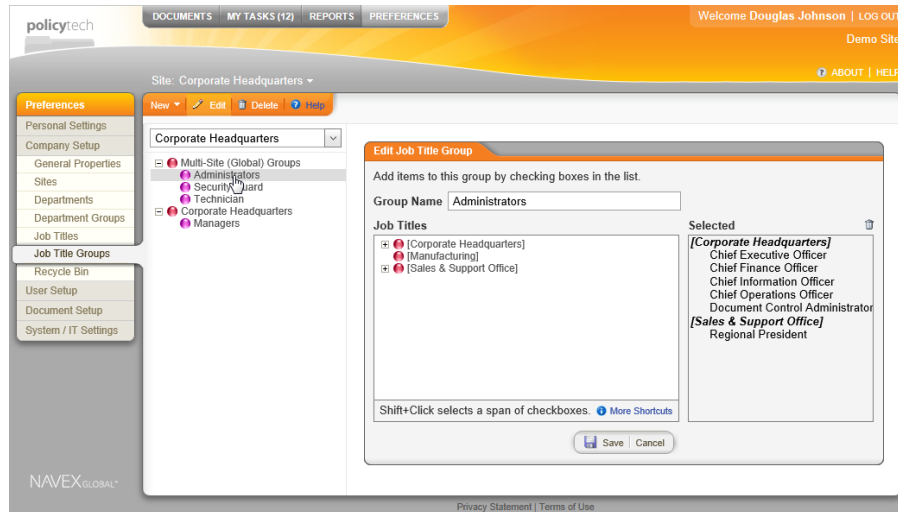 policytech
DOCUMENTS MY TASKS (12) REPORTS PREFERENCES
Welcome Douglas Johnson | LOG OUT
Demo Site
Site: Corporate Headquarters
ABOUT | HELP
Preferences
Personal Settings
Company Setup
General Properties
Sites
Departments
Department Groups
Job Titles
Job Title Groups
Recycle Bin
User Setup
Document Setup
System / IT Settings
New Edit Delete Help
Corporate Headquarters
Multi-Site (Global) Groups
Administrators
Security Guard
Technician
Corporate Headquarters
Managers
Edit Job Title Group
Add items to this group by checking boxes in the list.
Group Name Administrators
Job Titles
[Corporate Headquarters]
[Manufacturing]
[Sales & Support Office]
Shift+Click selects a span of checkboxes. More Shortcuts
Selected
[Corporate Headquarters]
Chief Executive Officer
Chief Finance Officer
Chief Information Officer
Chief Operations Officer
Document Control Administrator
[Sales & Support Office]
Regional President
Save Cancel
NAVEX GLOBAL
Privacy Statement | Terms of Use